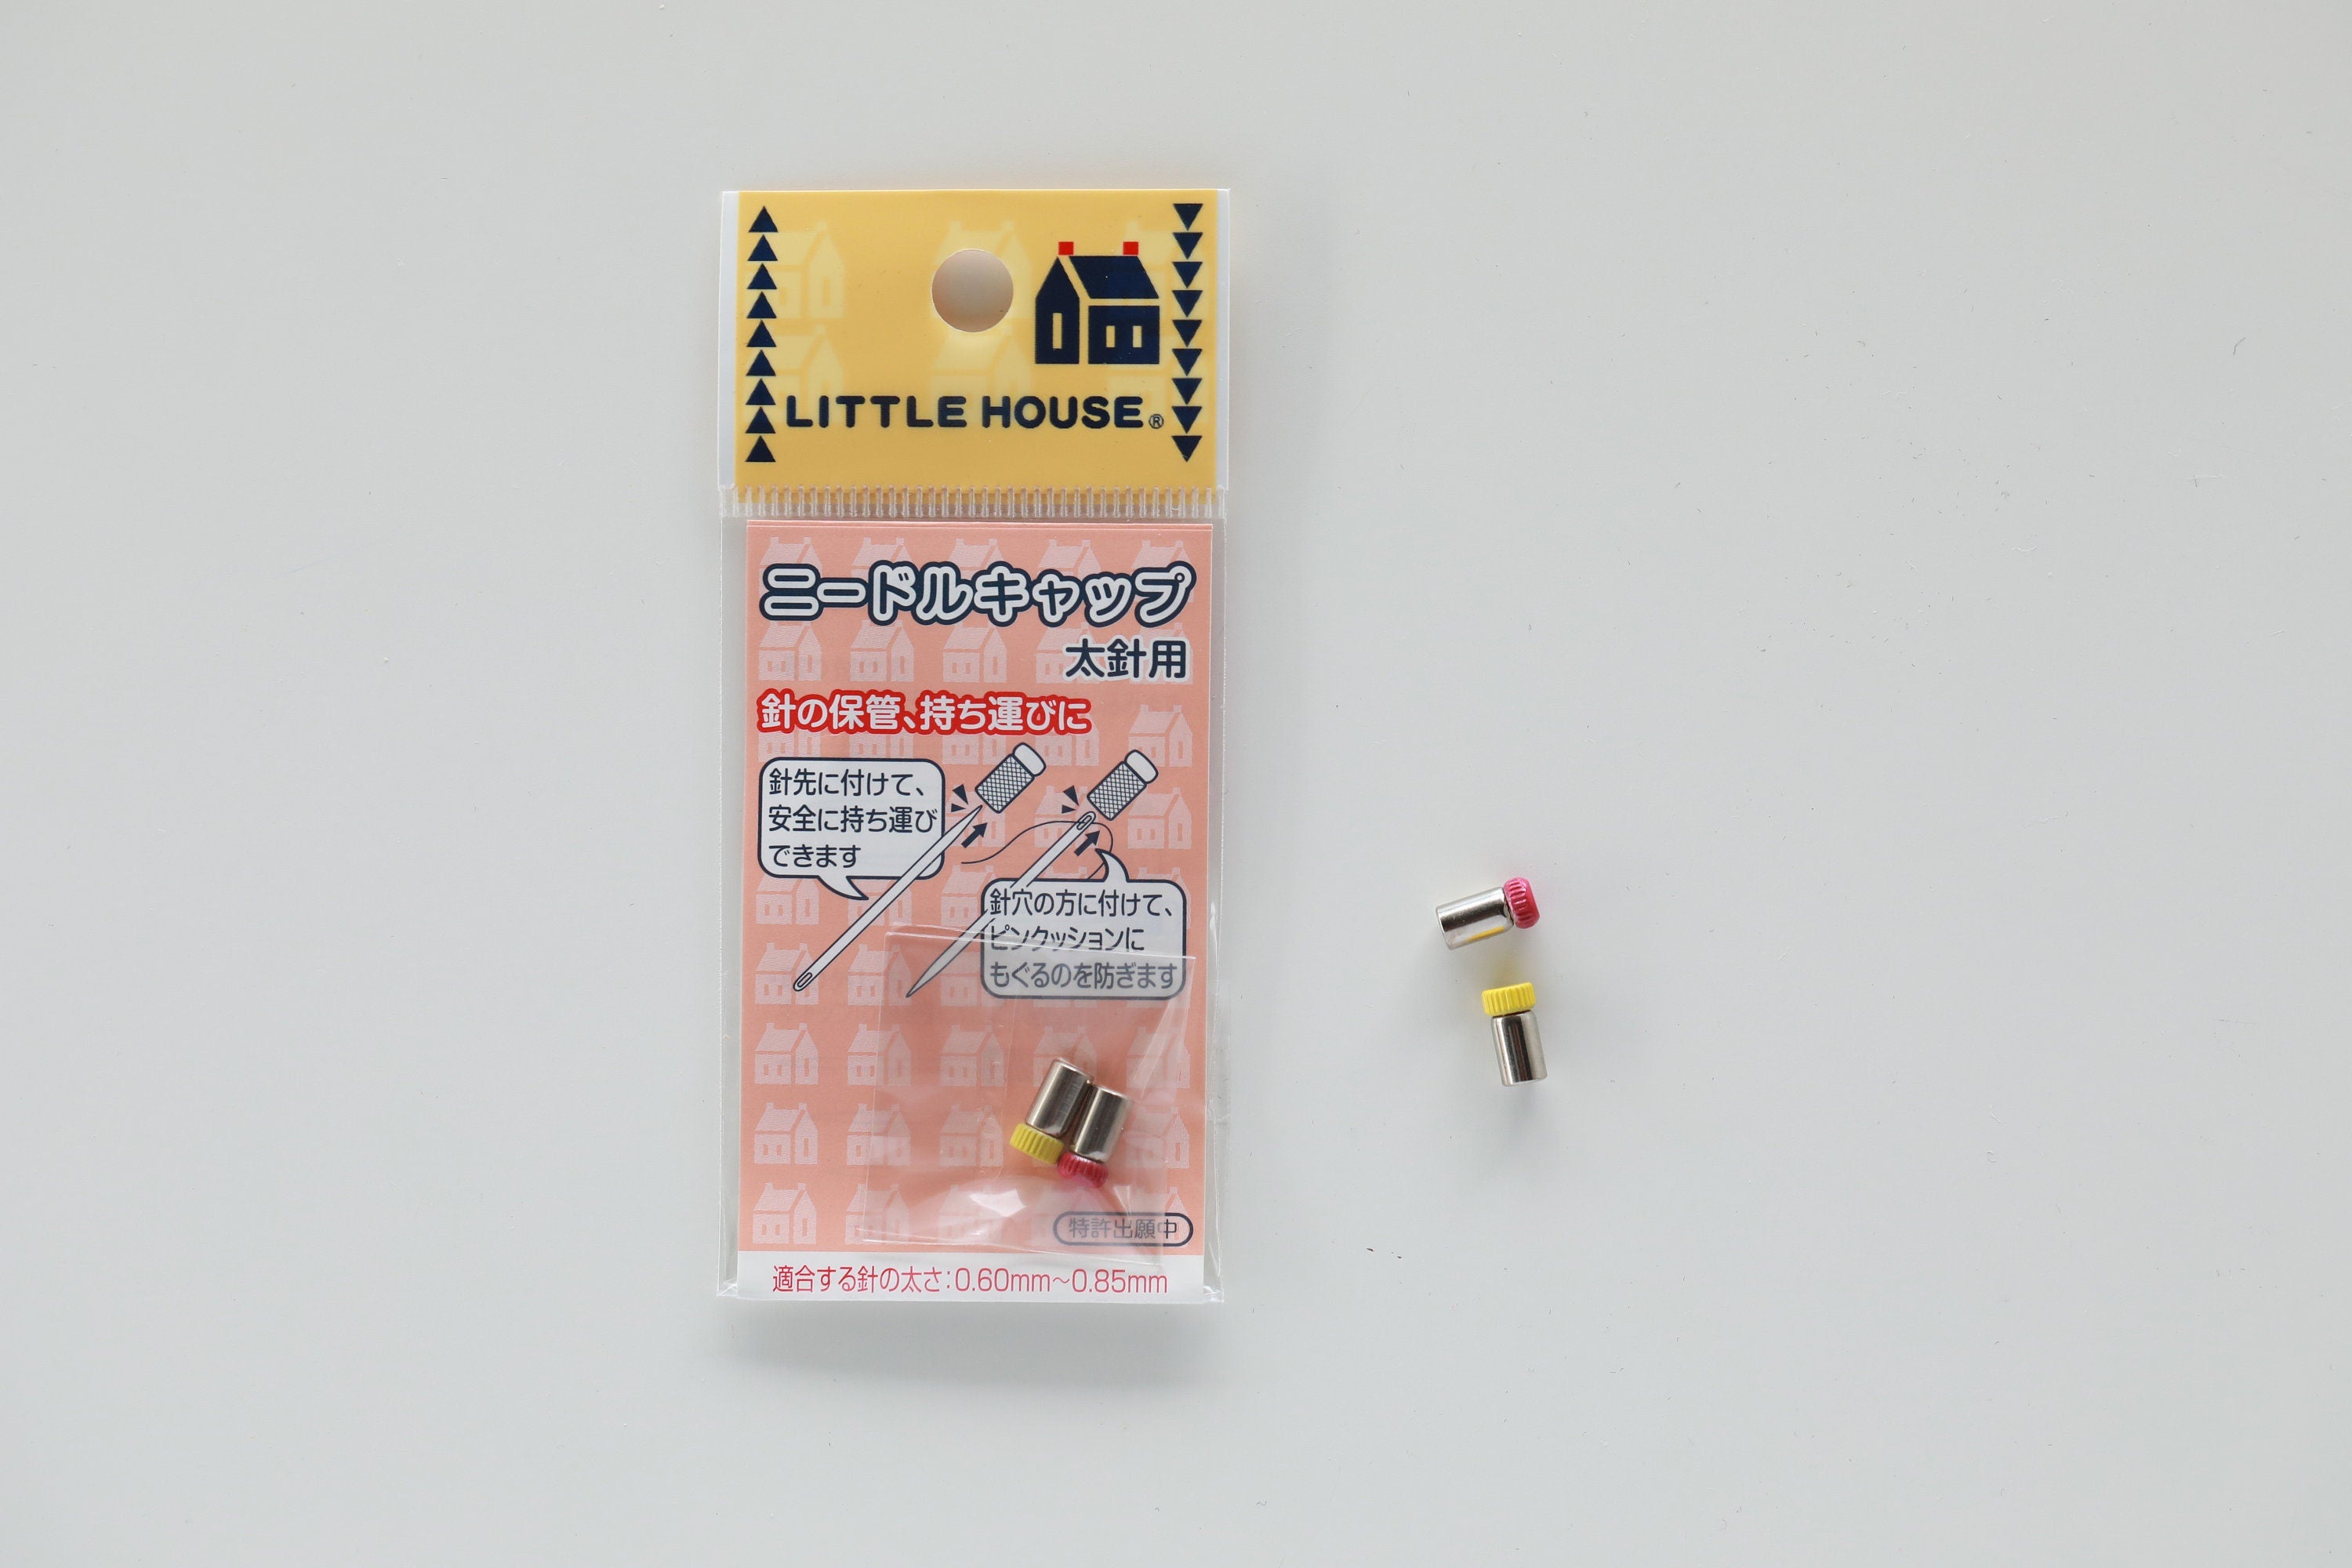 LITTLE HOUSE®
ニードルキャップ
太針用
針の保管、持ち運びに
針先に付けて、
安全に持ち運び
できます
針穴の方に付けて、
ピンクッションに
もぐるのを防ぎます
特許出願中
適合する針の太さ:0.60mm～0.85mm